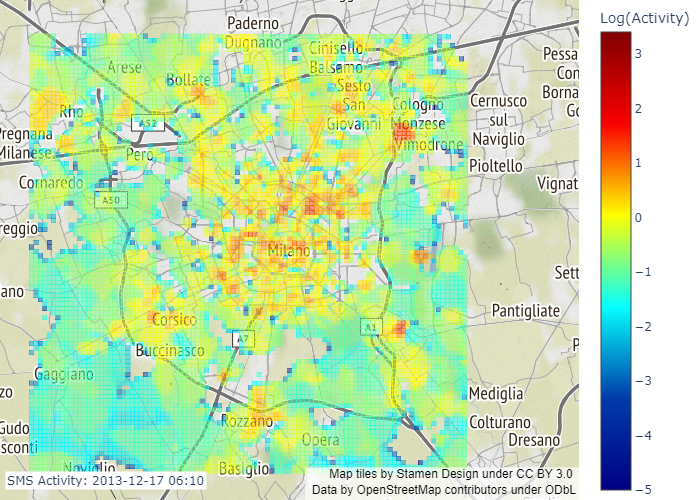 Log(Activity)
Paderno
Dugnano
Cinisello
Balsamo
Arese
Bollate
Sesto
San
Giovanni
Cologno
Monzese
Vimodrone
Cernusco
sul
Naviglio
Pessa
Con
Borna
Go
Rho
A52
Pregnana
Milanese
Pero
Pioltello
Cornaredo
A50
Vignat
reggio
Milano
Sett
ano
Pantigliate
Corsico
A7
A1
Buccinasco
P
Gaggiano
zo
Mediglia
Rozzano
Colturano
Gudo
sconti
Opera
Dresano
Noviglio
Basiglio
SMS Activity: 2013-12-17 06:10
Map tiles by Stamen Design under CC BY 3.0
Data by OpenStreetMap contributors under ODbL
3
2
1
0
−1
−2
−3
−4
−5